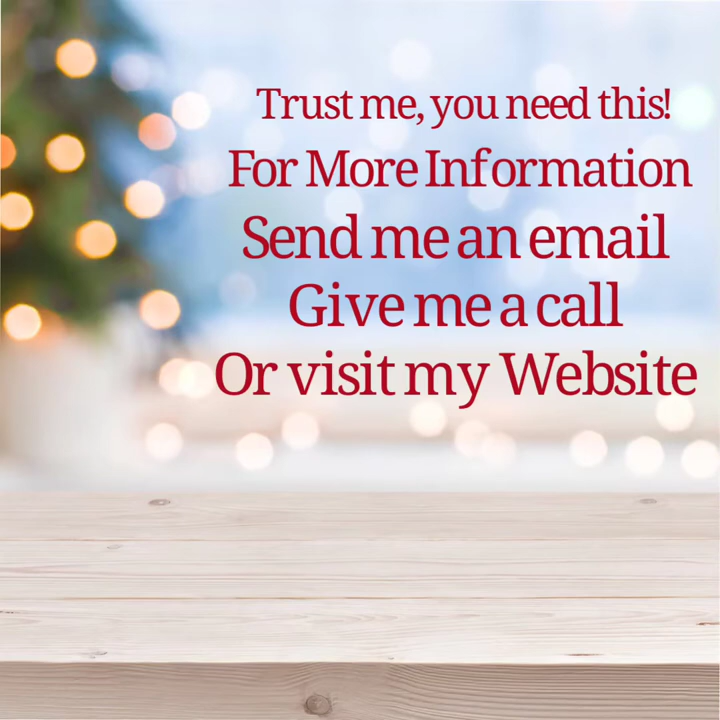 Trust me, you need this!
For More Information
Send me an email
Give me a call
Or visit my Website